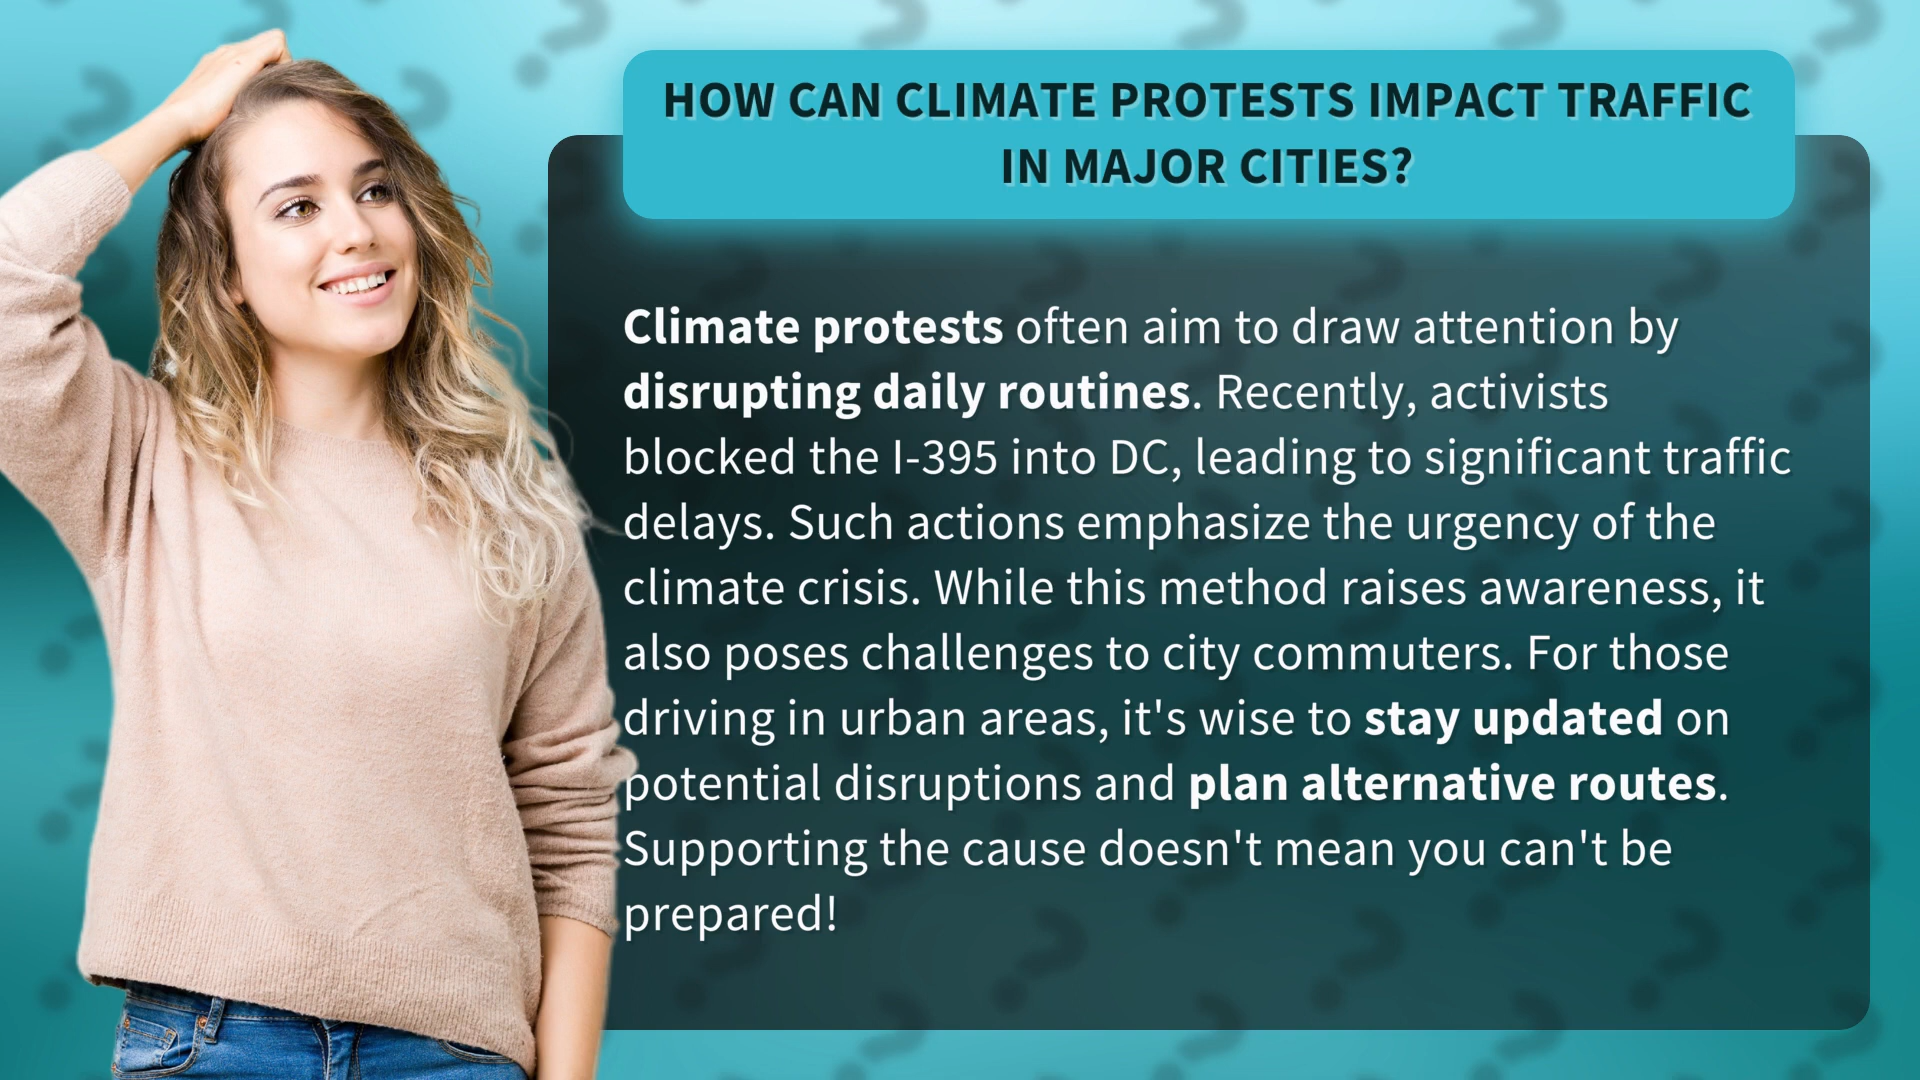 HOW CAN CLIMATE PROTESTS IMPACT TRAFFIC
IN MAJOR CITIES?
Climate protests often aim to draw attention by
disrupting daily routines. Recently, activists
blocked the I-395 into DC, leading to significant traffic
delays. Such actions emphasize the urgency of the
climate crisis. While this method raises awareness, it
also poses challenges to city commuters. For those
driving in urban areas, it's wise to stay updated on
potential disruptions and plan alternative routes.
Supporting the cause doesn't mean you can't be
prepared!